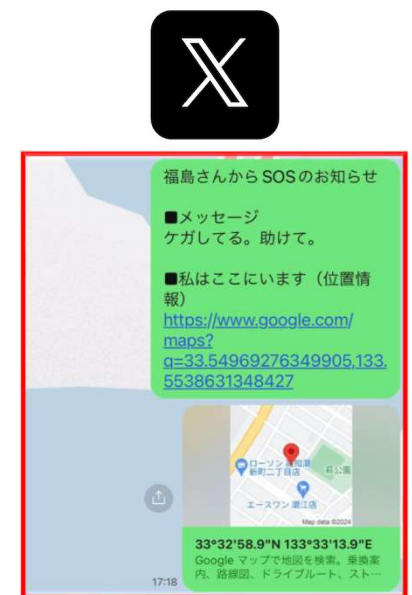 福島さんからSOSのお知らせ
■メッセージ
ケガしてる。助けて。
■私はここにいます（位置情
報）
https://www.google.com/
maps?
q=33.54969276349905,133.
5538631348427
新町二丁目店
萩公園
エースワン 潮江店
Map data ©2024
33°32'58.9"N 133°33'13.9"E
Google マップで地図を検索。乗換案
内、路線図、ドライブルート、スト…
17:18